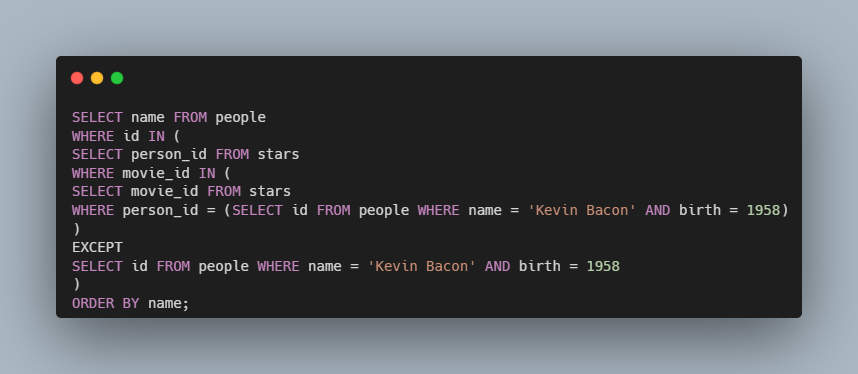 SELECT name FROM people
WHERE id IN (
SELECT person_id FROM stars
WHERE movie_id IN (
SELECT movie_id FROM stars
WHERE person_id = (SELECT id FROM people WHERE name = 'Kevin Bacon' AND birth = 1958)
)
EXCEPT
SELECT id FROM people WHERE name = 'Kevin Bacon' AND birth = 1958
)
ORDER BY name;